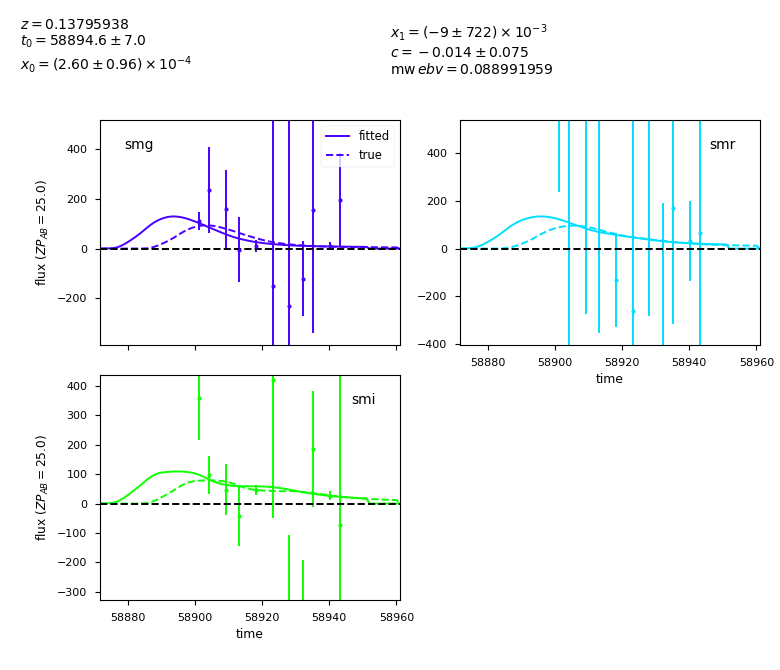 z = 0.13795938
t₀ = 58894.6 ± 7.0
x₀ = (2.60 ± 0.96) × 10⁻⁴
x₁ = (−9 ± 722) × 10⁻³
c = −0.014 ± 0.075
mw ebv = 0.088991959
smg
fitted
true
flux (ZP_AB = 25.0)
400
200
0
−200
smr
400
200
0
−200
−400
58880 58900 58920 58940 58960
time
smi
flux (ZP_AB = 25.0)
400
300
200
100
0
−100
−200
−300
58880 58900 58920 58940 58960
time